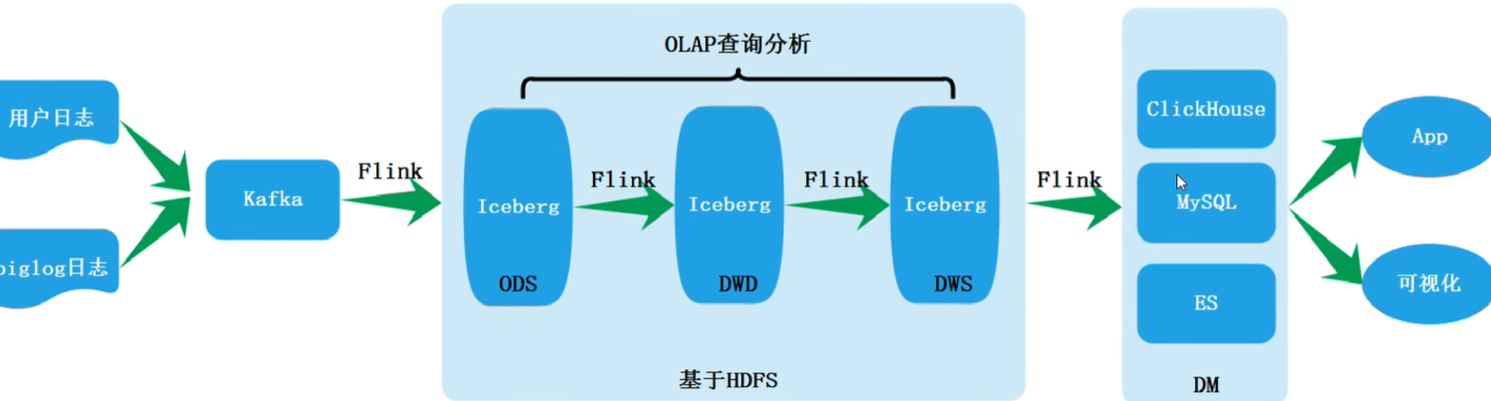 OLAP查询分析
用户日志
biglog日志
Kafka
Flink
Iceberg
ODS
Flink
Iceberg
DWD
Flink
Iceberg
DWS
基于HDFS
Flink
ClickHouse
MySQL
ES
DM
App
可视化